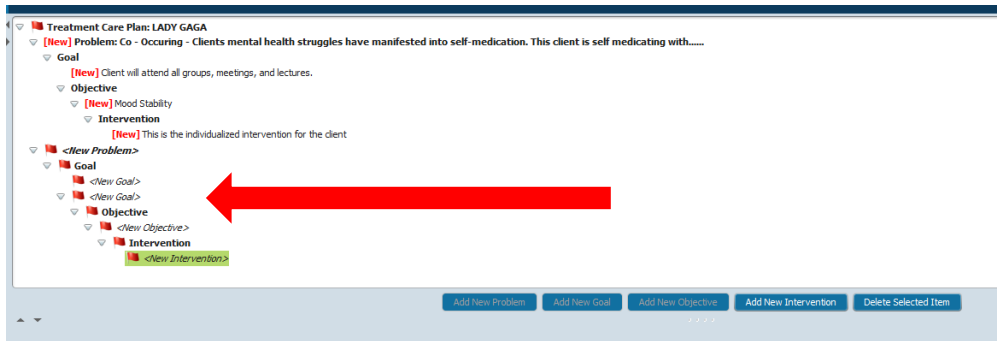 Treatment Care Plan: LADY GAGA
[New] Problem: Co - Occuring - Clients mental health struggles have manifested into self-medication. This client is self medicating with......
Goal
[New] Client will attend all groups, meetings, and lectures.
Objective
[New] Mood Stability
Intervention
[New] This is the individualized intervention for the client
<New Problem>
Goal
<New Goal>
<New Goal>
Objective
<New Objective>
Intervention
<New Intervention>
Add New Problem Add New Goal Add New Objective Add New Intervention Delete Selected Item